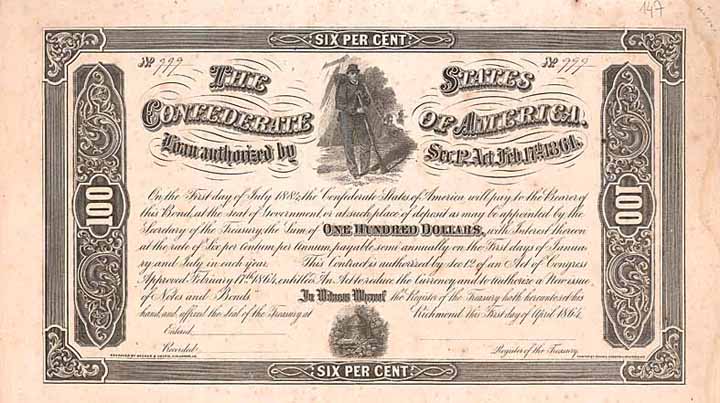 147
SIX PER CENT
№ 999 № 999
THE STATES
CONFEDERATE OF AMERICA.
Loan authorized by Sec. 12, Act Feb. 17th 1864.
On the First day of July 1884, the Confederate States of America will pay to the Bearer of
this Bond, at the seat of Government, or at such place of deposit as may be appointed by the
Secretary of the Treasury, the Sum of ONE HUNDRED DOLLARS, with Interest thereon
at the rate of Six per Centum per Annum, payable semi annually on the First days of Janua
ry and July in each year. This Contract is authorized by Sec 12 of an Act of Congress
Approved February 17th 1864, entitled An Act to reduce the Currency, and to authorize a New issue
of Notes and Bonds. In Witness Whereof the Register of the Treasury hath hereunto set his
hand, and affixed the Seal of the Treasury at Richmond this First day of April 1864.
Entered
Recorded Register of the Treasury
100
100
SIX PER CENT